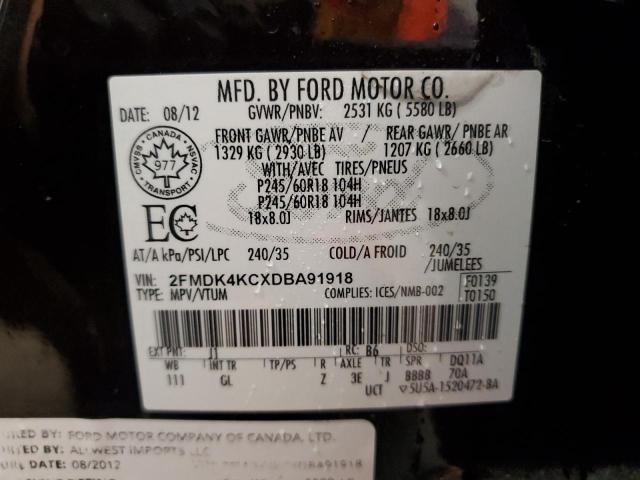 MFD. BY FORD MOTOR CO.
DATE: 08/12 GVWR/PNBV: 2531 KG ( 5580 LB)
FRONT GAWR/PNBE AV / REAR GAWR/ PNBE AR
1329 KG ( 2930 LB) 1207 KG ( 2660 LB)
WITH/AVEC TIRES/PNEUS
P245/60R18 104H
P245/60R18 104H
18x8.0J RIMS/JANTES 18x8.0J
CMVSS CANADA NSVAC
977
TRANSPORT
EC
AT/A kPa/PSI/LPC 240/35 COLD/A FROID 240/35
/JUMELEES
VIN: 2FMDK4KCXDBA91918
TYPE: MPV/VTUM COMPLIES: ICES/NMB-002
F0139
T0150
EXT PNT: J1 RC: B6 DSO:
WB INT TR TP/PS R AXLE TR SPR DQ11A
111 GL Z 3E J BBBB 70A
UCT 5U5A-1520472-BA
BY: FORD MOTOR COMPANY OF CANADA, LTD.
BY: ALL WEST IMPORTS LLC
DATE: 08/2012